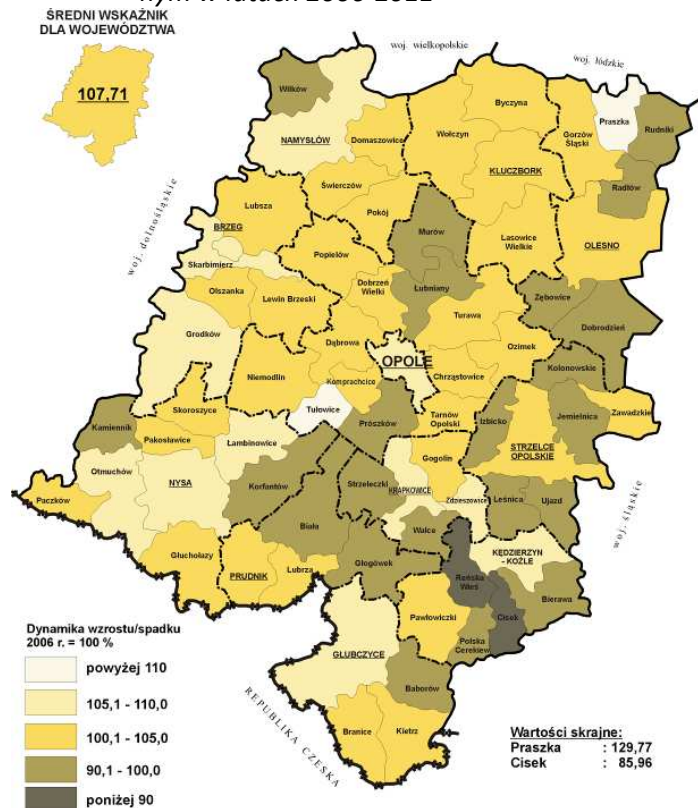 ŚREDNI WSKAŹNIK
DLA WOJEWÓDZTWA
107,71
woj. wielkopolskie
woj. łódzkie
woj. dolnośląskie
woj. śląskie
REPUBLIKA CZESKA
Wilków
NAMYSŁÓW
Domaszowice
Wołczyn
Byczyna
Gorzów
Śląski
Praszka
Rudniki
KLUCZBORK
Radłów
Świerczów
Pokój
Lubsza
BRZEG
Skarbimierz
Murów
Lasowice
Wielkie
OLESNO
Popielów
Olszanka
Lewin Brzeski
Dobrzeń
Wielki
Łubniany
Turawa
Zębowice
Dobrodzień
Grodków
Dąbrowa
OPOLE
Ozimek
Kolonowskie
Niemodlin
Komprachcice
Chrząstowice
Skoroszyce
Tułowice
Prószków
Tarnów
Opolski
Izbicko
Jemielnica
Zawadzkie
Kamiennik
Pakosławice
Lambinowice
STRZELCE
OPOLSKIE
Otmuchów
NYSA
Korfantów
Strzeleczki
Gogolin
KRAPKOWICE
Zdzieszowice
Leśnica
Ujazd
Paczków
Biała
Walce
KĘDZIERZYN
- KOŹLE
Głuchołazy
PRUDNIK
Lubrza
Głogówek
Reńska
Wieś
Bierawa
Pawłowiczki
Cisek
Polska
Cerekiew
GŁUBCZYCE
Baborów
Branice
Kietrz
Dynamika wzrostu/spadku
2006 r. = 100 %
powyżej 110
105,1 - 110,0
100,1 - 105,0
90,1 - 100,0
poniżej 90
Wartości skrajne:
Praszka : 129,77
Cisek : 85,96